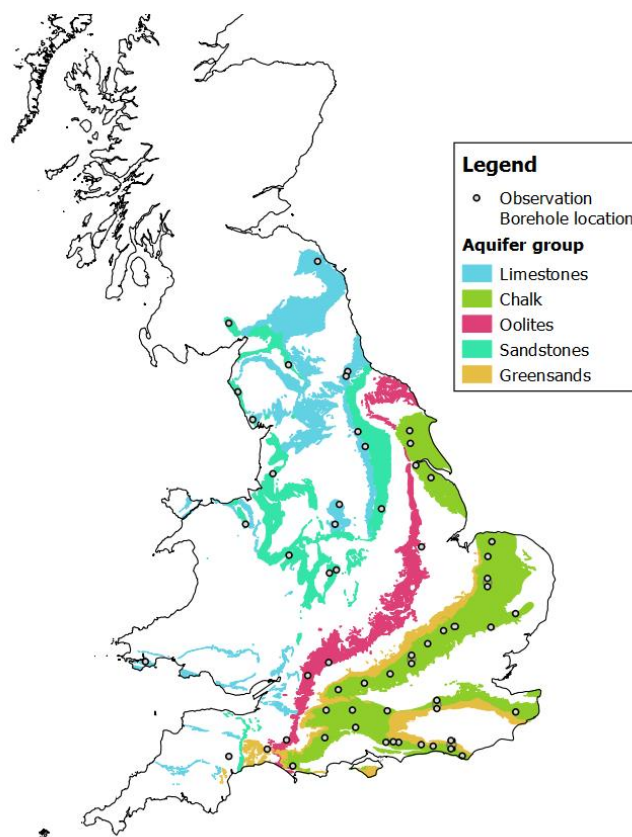 Legend
Observation
Borehole location
Aquifer group
Limestones
Chalk
Oolites
Sandstones
Greensands